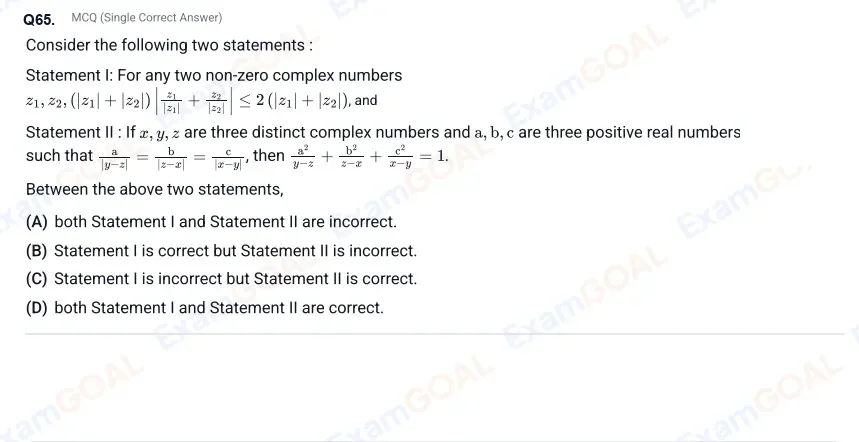 Q65. MCQ (Single Correct Answer)
Consider the following two statements :
Statement I: For any two non-zero complex numbers
z₁, z₂, (|z₁| + |z₂|) |z₁/|z₁| + z₂/|z₂|| ≤ 2 (|z₁| + |z₂|), and
Statement II : If x, y, z are three distinct complex numbers and a, b, c are three positive real numbers
such that a/|y−z| = b/|z−x| = c/|x−y|, then a²/(y−z) + b²/(z−x) + c²/(x−y) = 1.
Between the above two statements,
(A) both Statement I and Statement II are incorrect.
(B) Statement I is correct but Statement II is incorrect.
(C) Statement I is incorrect but Statement II is correct.
(D) both Statement I and Statement II are correct.